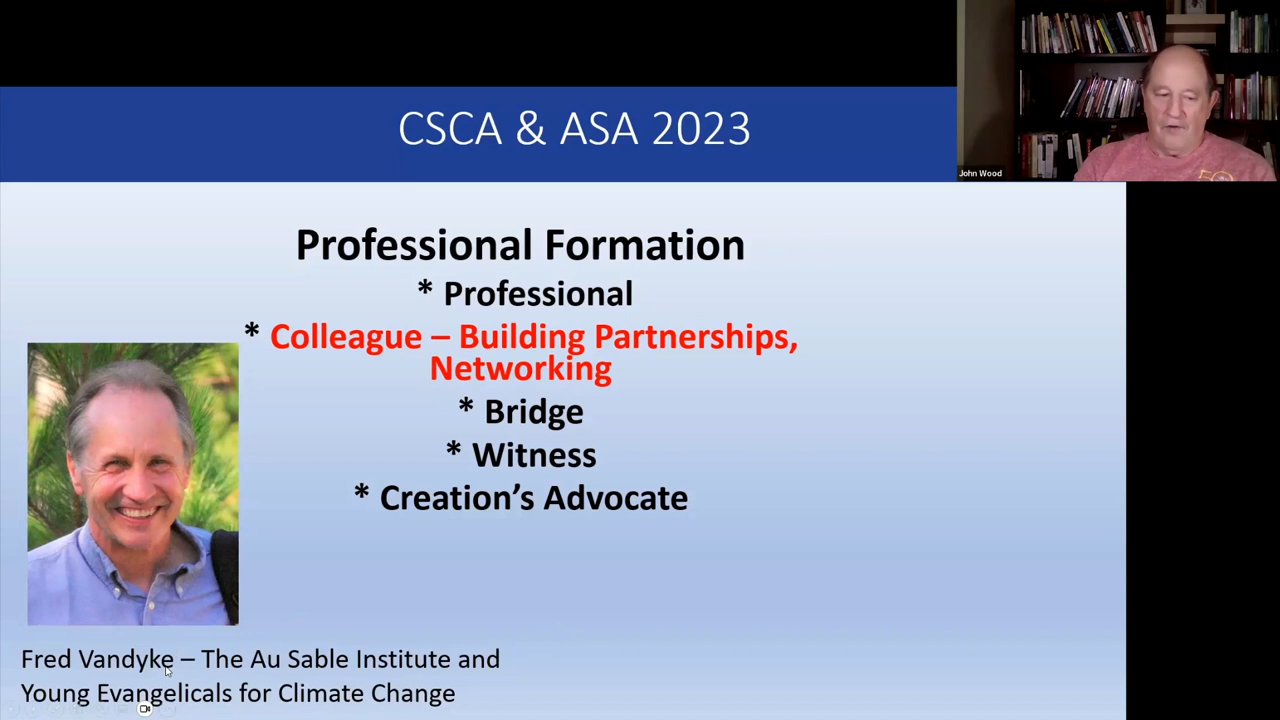 CSCA & ASA 2023
John Wood
Professional Formation
* Professional
* Colleague – Building Partnerships,
Networking
* Bridge
* Witness
* Creation’s Advocate
Fred Vandyke – The Au Sable Institute and
Young Evangelicals for Climate Change